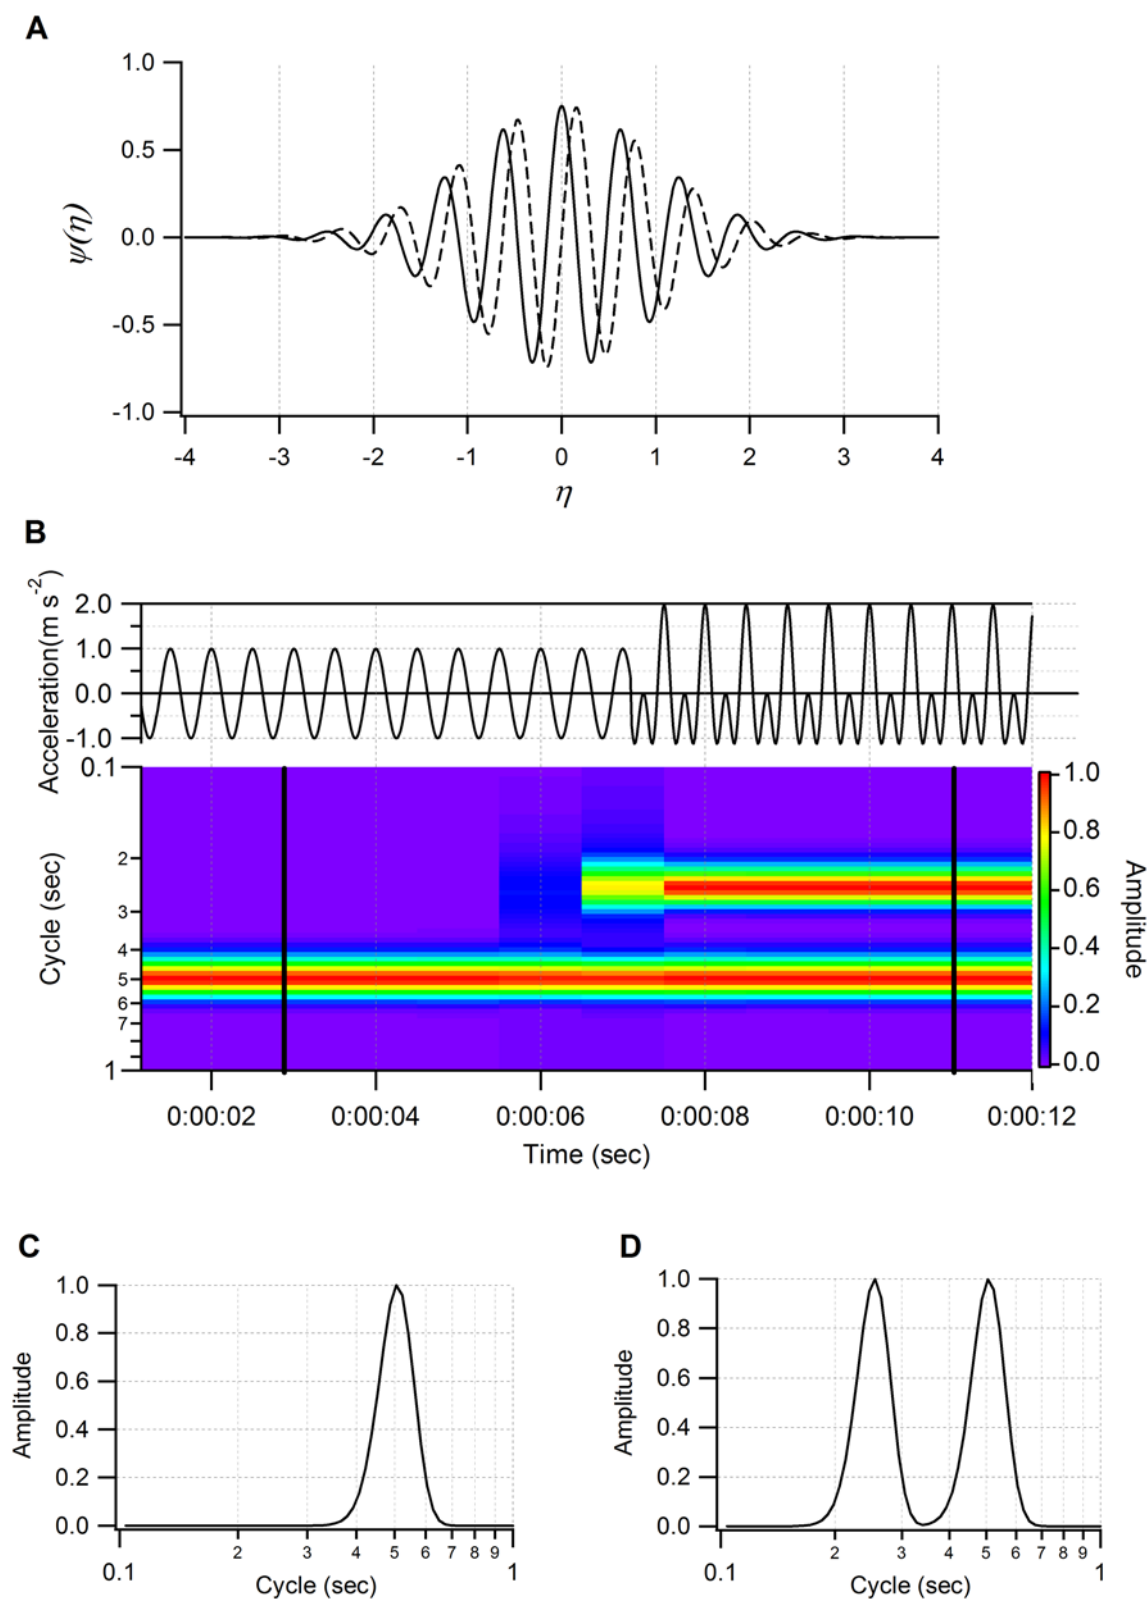 A
1.0
0.5
0.0
-0.5
-1.0
ψ(η)
-4 -3 -2 -1 0 1 2 3 4
η
B
Acceleration(m s⁻²)
2.0
1.0
0.0
-1.0
Cycle (sec)
0.1
2
3
4
5
6
7
1
1.0
0.8
0.6
0.4
0.2
0.0
Amplitude
0:00:02 0:00:04 0:00:06 0:00:08 0:00:10 0:00:12
Time (sec)
C
Amplitude
1.0
0.8
0.6
0.4
0.2
0.0
2 3 4 5 6 7 8 9
0.1 1
Cycle (sec)
D
Amplitude
1.0
0.8
0.6
0.4
0.2
0.0
2 3 4 5 6 7 8 9
0.1 1
Cycle (sec)